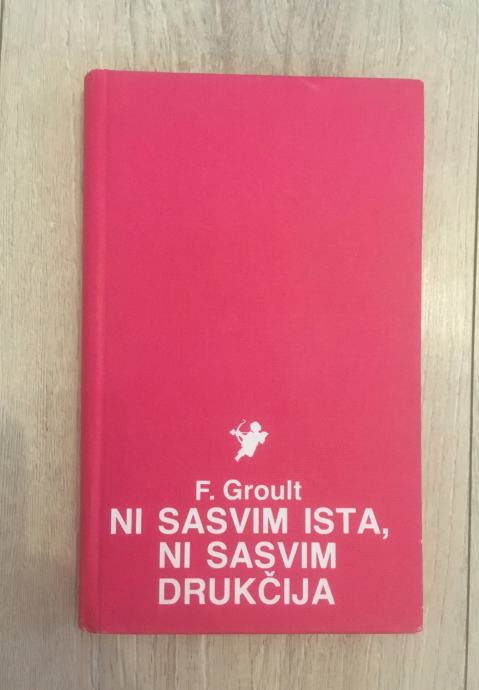 F. Groult
NI SASVIM ISTA,
NI SASVIM
DRUKČIJA